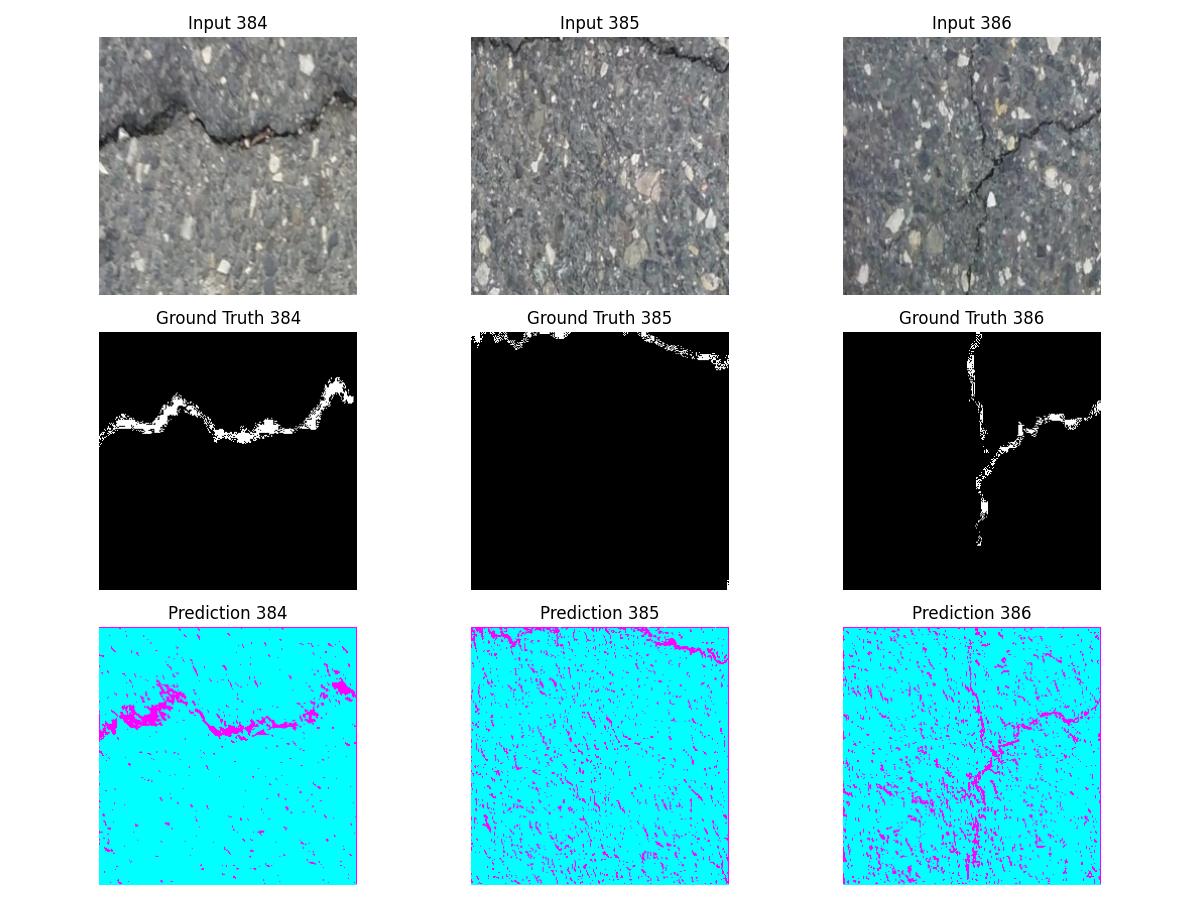 Input 384
Input 385
Input 386
Ground Truth 384
Ground Truth 385
Ground Truth 386
Prediction 384
Prediction 385
Prediction 386